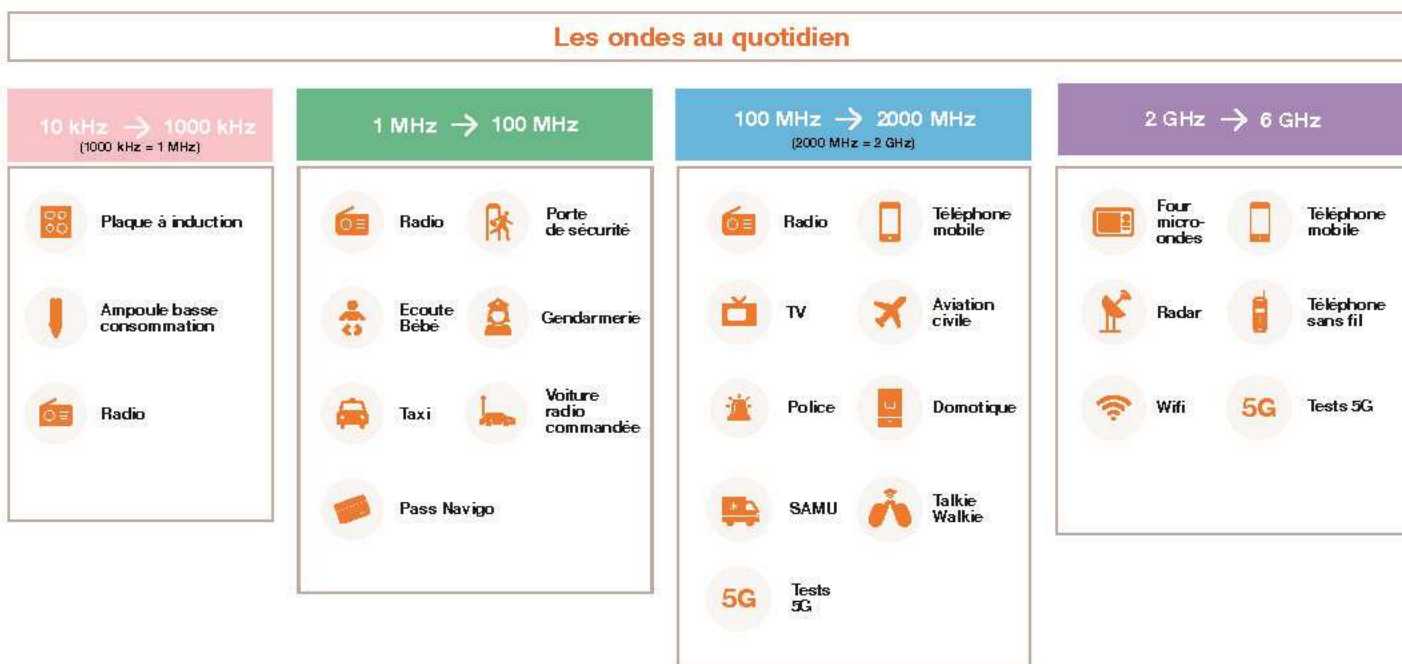 Les ondes au quotidien
10 kHz → 1000 kHz
(1000 kHz = 1 MHz)
Plaque à induction
Ampoule basse
consommation
Radio
1 MHz → 100 MHz
Radio
Porte
de sécurité
Ecoute
Bébé
Gendarmerie
Taxi
Voiture
radio
commandée
Pass Navigo
100 MHz → 2000 MHz
(2000 MHz = 2 GHz)
Radio
Téléphone
mobile
TV
Aviation
civile
Police
Domotique
SAMU
Talkie
Walkie
5G
Tests
5G
2 GHz → 6 GHz
Four
micro-
ondes
Téléphone
mobile
Radar
Téléphone
sans fil
Wifi
5G
Tests 5G